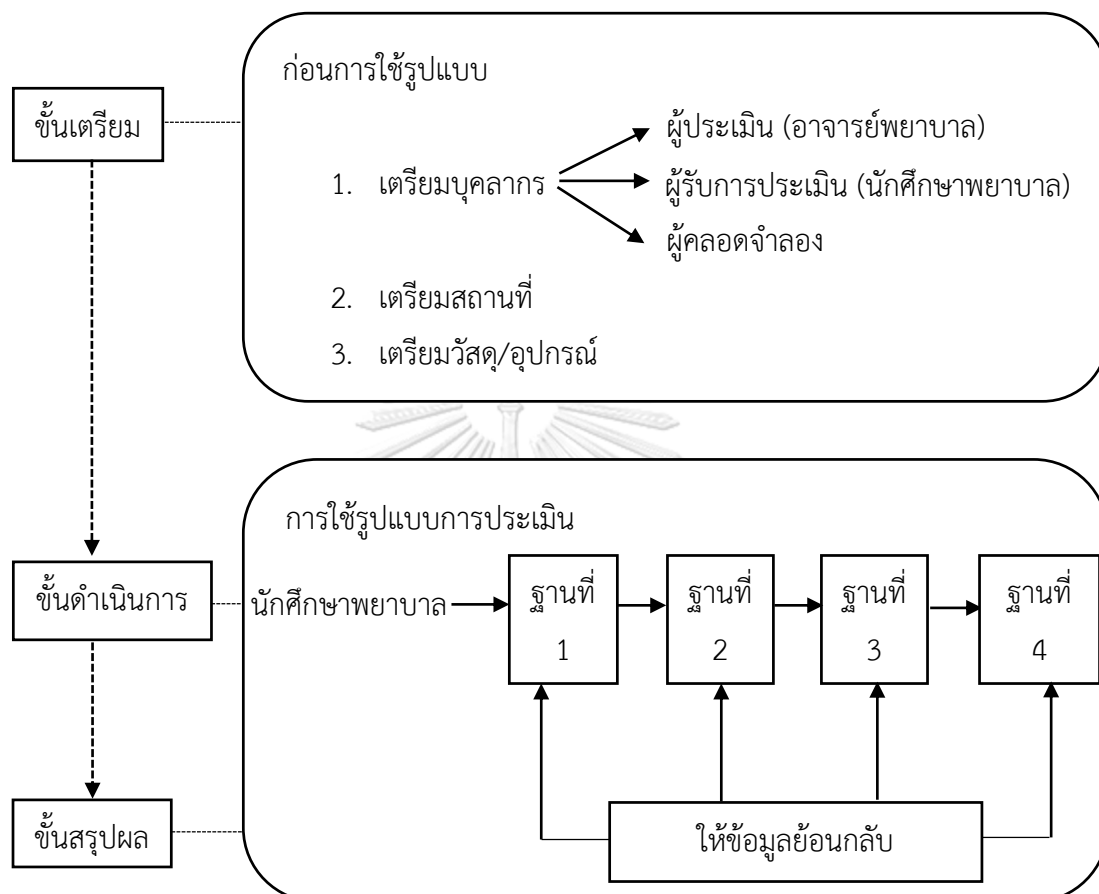 ก่อนการใช้รูปแบบ
ขั้นเตรียม
ผู้ประเมิน (อาจารย์พยาบาล)
1. เตรียมบุคลากร
ผู้รับการประเมิน (นักศึกษาพยาบาล)
ผู้คลอดจำลอง
2. เตรียมสถานที่
3. เตรียมวัสดุ/อุปกรณ์
การใช้รูปแบบการประเมิน
ขั้นดำเนินการ
นักศึกษาพยาบาล
ฐานที่
1
ฐานที่
2
ฐานที่
3
ฐานที่
4
ขั้นสรุปผล
ให้ข้อมูลย้อนกลับ